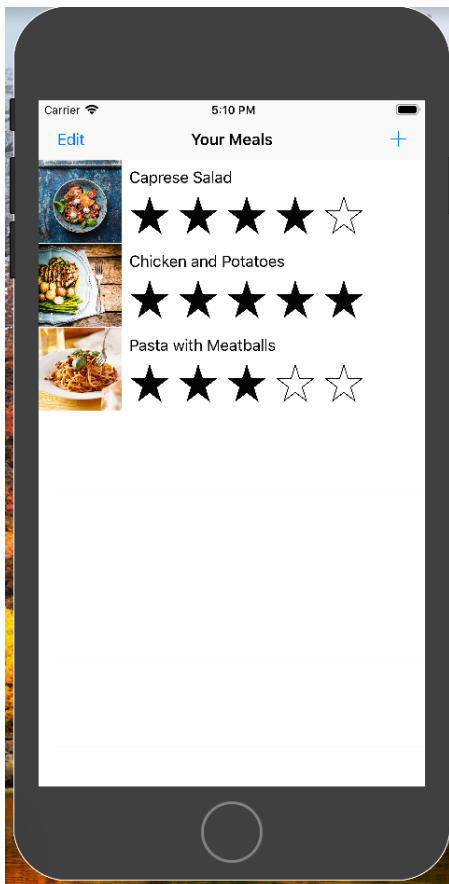 Carrier 5:10 PM
Edit Your Meals +
Caprese Salad
Chicken and Potatoes
Pasta with Meatballs